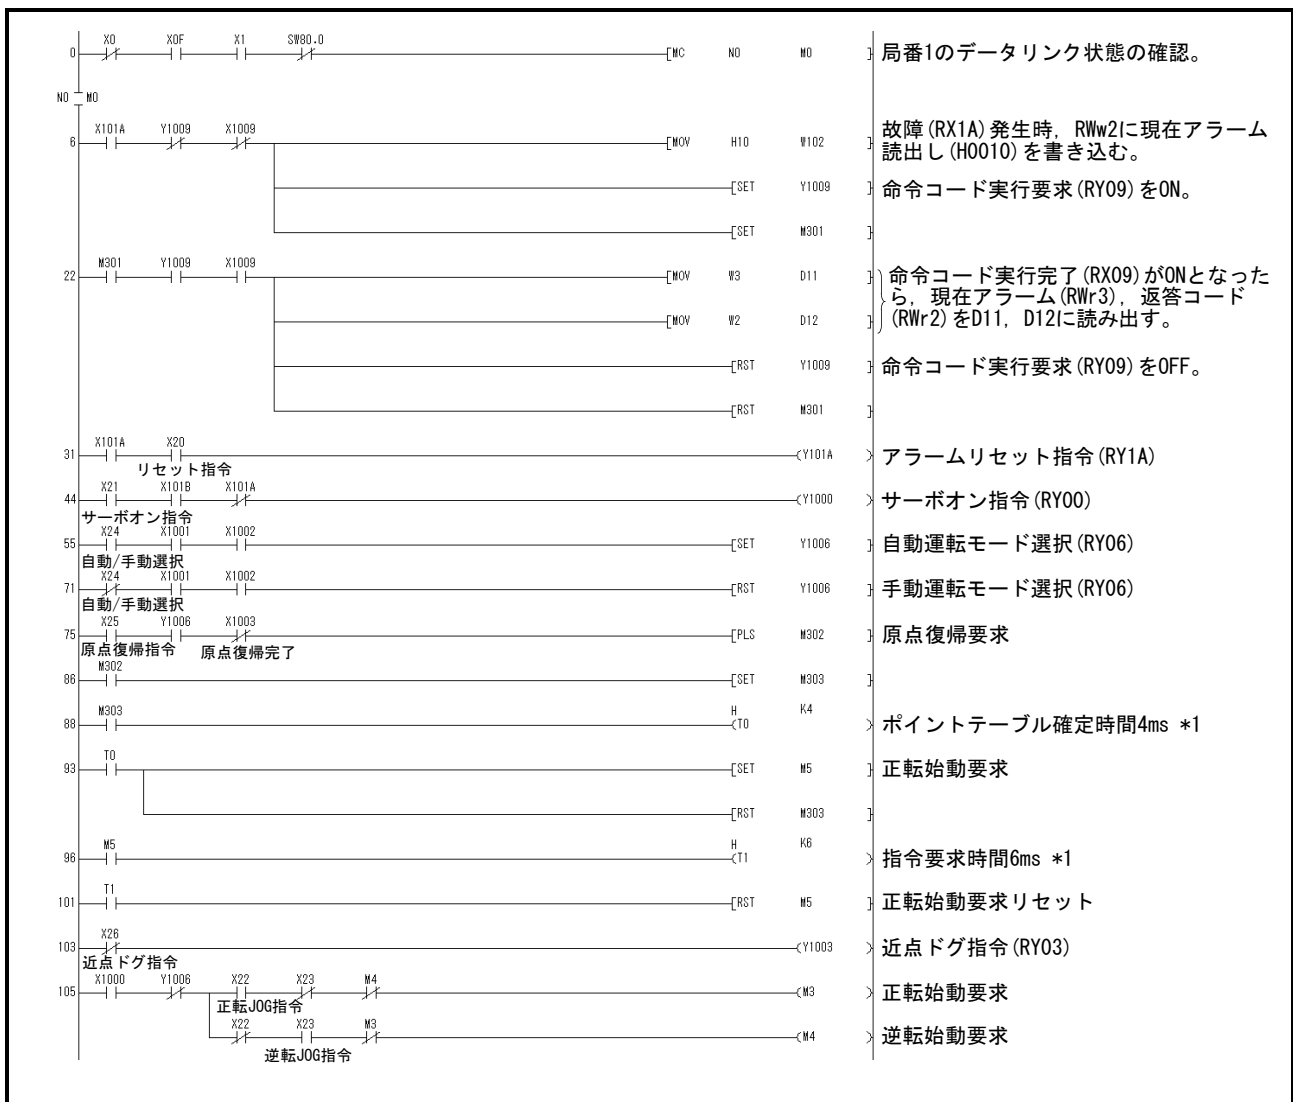 X0 X0F X1 SW80.0
0 [MC N0 M0 ] 局番1のデータリンク状態の確認。
N0 M0
X101A Y1009 X1009
6 [MOV H10 W102 ] 故障(RX1A)発生時, RWw2に現在アラーム
読出し(H0010)を書き込む。
[SET Y1009 ] 命令コード実行要求(RY09)をON。
[SET M301 ]
M301 Y1009 X1009
22 [MOV W3 D11 ] 命令コード実行完了(RX09)がONとなった
ら, 現在アラーム(RWr3), 返答コード
[MOV W2 D12 ] (RWr2)をD11, D12に読み出す。
[RST Y1009 ] 命令コード実行要求(RY09)をOFF。
[RST M301 ]
X101A X20
31 (Y101A ) アラームリセット指令(RY1A)
リセット指令
X21 X101B X101A
44 (Y1000 ) サーボオン指令(RY00)
サーボオン指令
X24 X1001 X1002
55 [SET Y1006 ] 自動運転モード選択(RY06)
自動/手動選択
X24 X1001 X1002
71 [RST Y1006 ] 手動運転モード選択(RY06)
自動/手動選択
X25 Y1006 X1003
75 [PLS M302 ] 原点復帰要求
原点復帰指令 原点復帰完了
M302
86 [SET M303 ]
M303 H K4
88 (T0 ) ポイントテーブル確定時間4ms *1
T0
93 [SET M5 ] 正転始動要求
[RST M303 ]
M5 H K6
96 (T1 ) 指令要求時間6ms *1
T1
101 [RST M5 ] 正転始動要求リセット
X26
103 (Y1003 ) 近点ドグ指令(RY03)
近点ドグ指令
X1000 Y1006 X22 X23 M4
105 (M3 ) 正転始動要求
正転JOG指令
X22 X23 M3
(M4 ) 逆転始動要求
逆転JOG指令